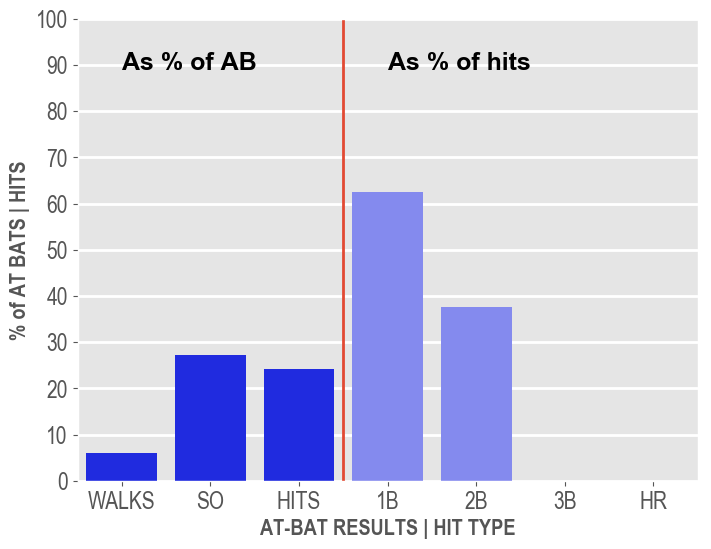 100
90
80
70
60
50
40
30
20
10
0
% of AT BATS | HITS
As % of AB
As % of hits
WALKS SO HITS 1B 2B 3B HR
AT-BAT RESULTS | HIT TYPE